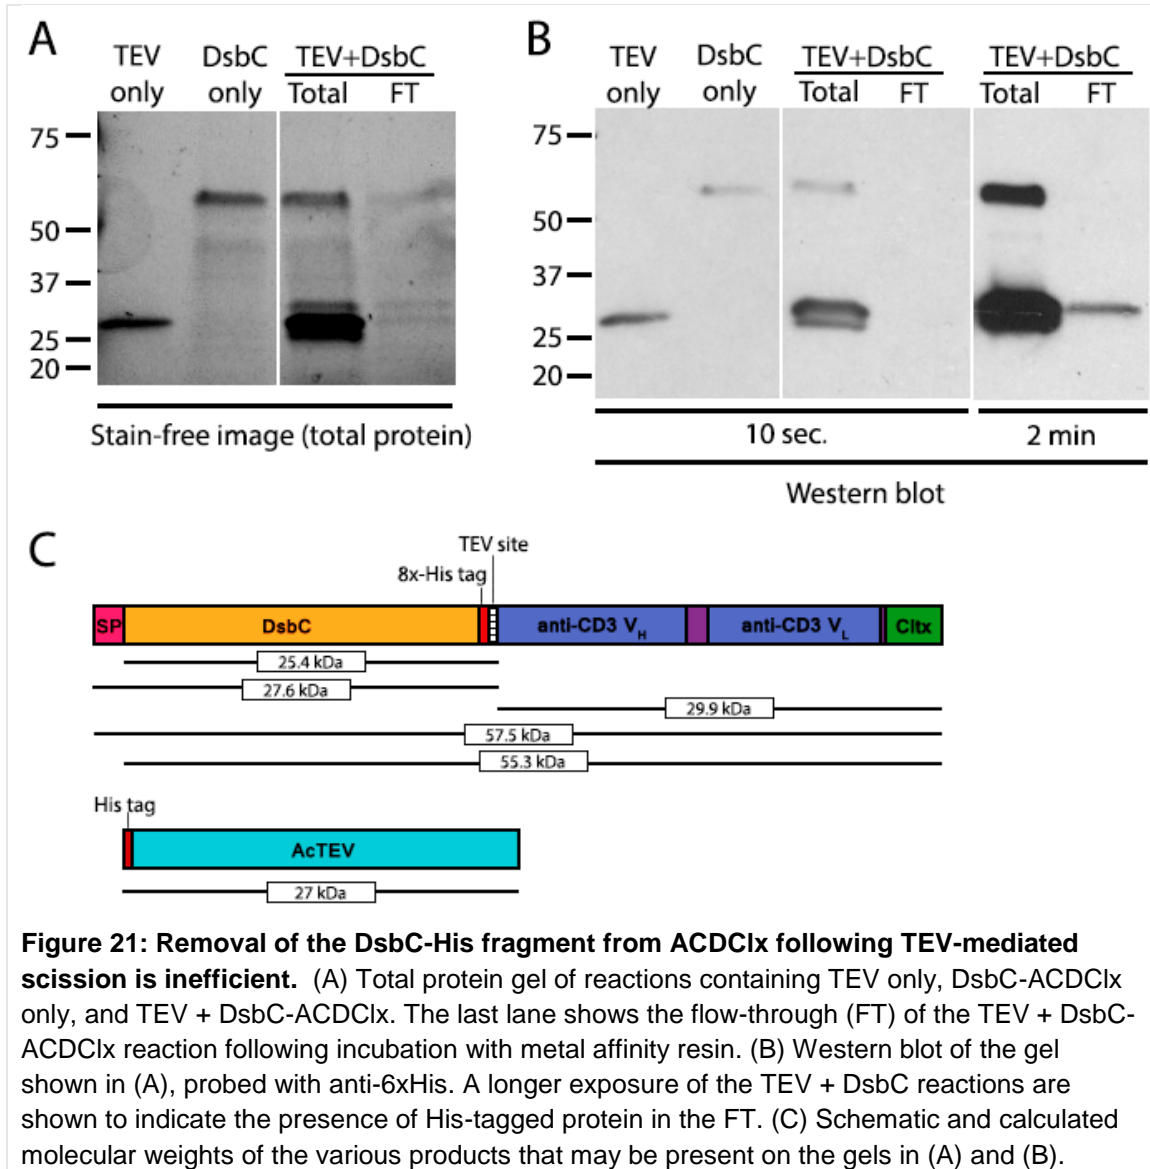 A
TEV only
DsbC only
TEV+DsbC
Total
FT
75
50
37
25
20
Stain-free image (total protein)
B
TEV only
DsbC only
TEV+DsbC
Total
FT
TEV+DsbC
Total
FT
75
50
37
25
20
10 sec.
2 min
Western blot
C
TEV site
8x-His tag
SP
DsbC
anti-CD3 VH
anti-CD3 VL
Cltx
25.4 kDa
27.6 kDa
29.9 kDa
57.5 kDa
55.3 kDa
His tag
AcTEV
27 kDa
Figure 21: Removal of the DsbC-His fragment from ACDClx following TEV-mediated
scission is inefficient. (A) Total protein gel of reactions containing TEV only, DsbC-ACDClx
only, and TEV + DsbC-ACDClx. The last lane shows the flow-through (FT) of the TEV + DsbC-
ACDClx reaction following incubation with metal affinity resin. (B) Western blot of the gel
shown in (A), probed with anti-6xHis. A longer exposure of the TEV + DsbC reactions are
shown to indicate the presence of His-tagged protein in the FT. (C) Schematic and calculated
molecular weights of the various products that may be present on the gels in (A) and (B).